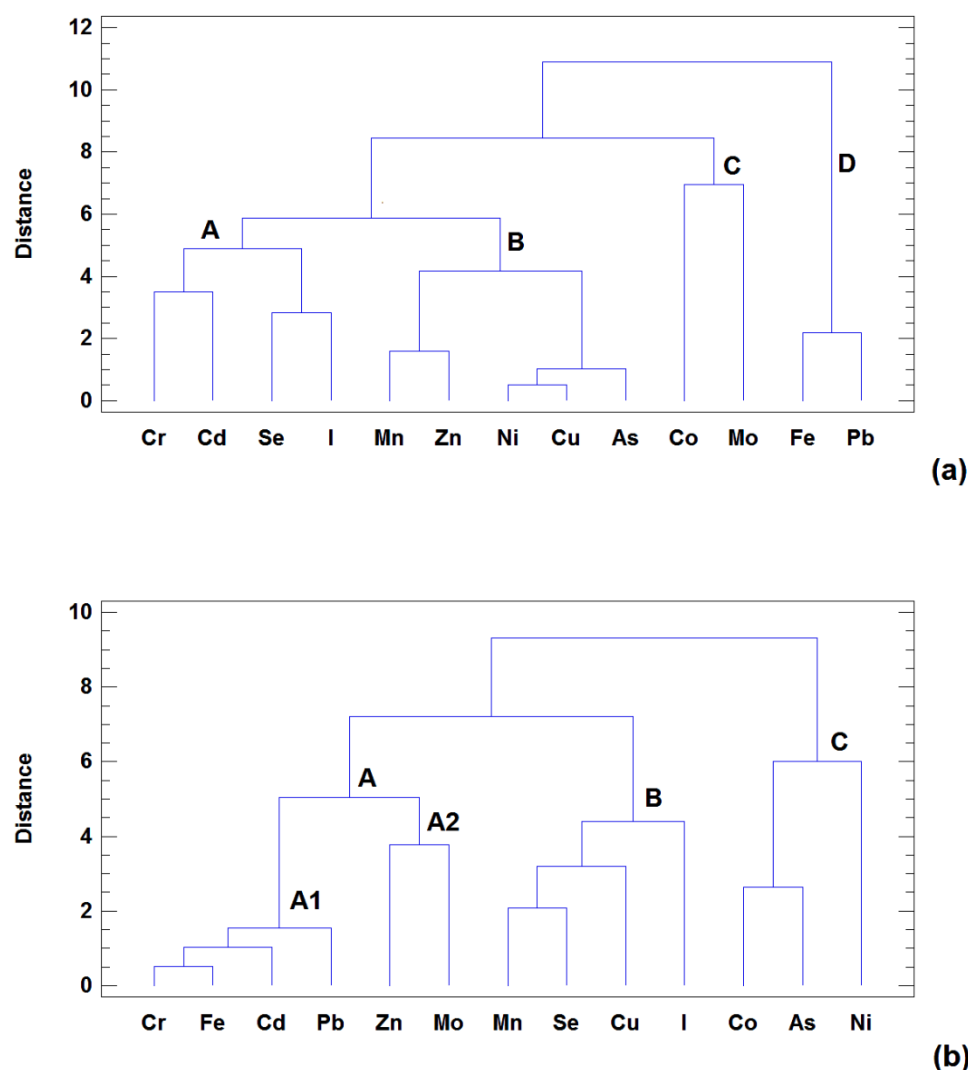 12
10
8
6
4
2
0
Distance
A
B
C
D
Cr Cd Se I Mn Zn Ni Cu As Co Mo Fe Pb
(a)
10
8
6
4
2
0
Distance
A
A1
A2
B
C
Cr Fe Cd Pb Zn Mo Mn Se Cu I Co As Ni
(b)